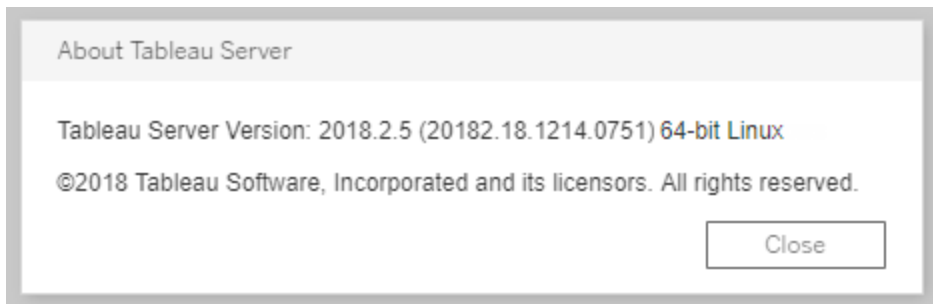 About Tableau Server
Tableau Server Version: 2018.2.5 (20182.18.1214.0751) 64-bit Linux
©2018 Tableau Software, Incorporated and its licensors. All rights reserved.
Close